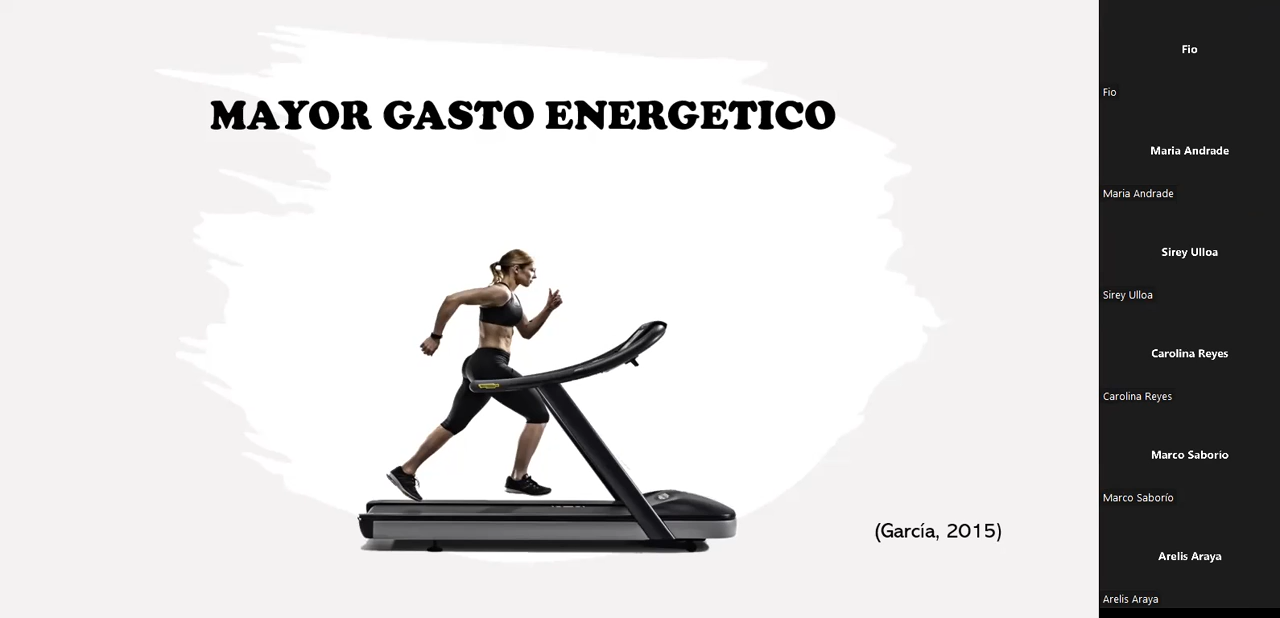 MAYOR GASTO ENERGETICO
(García, 2015)
Fio
Fio
Maria Andrade
Maria Andrade
Sirey Ulloa
Sirey Ulloa
Carolina Reyes
Carolina Reyes
Marco Saborio
Marco Saborío
Arelis Araya
Arelis Araya